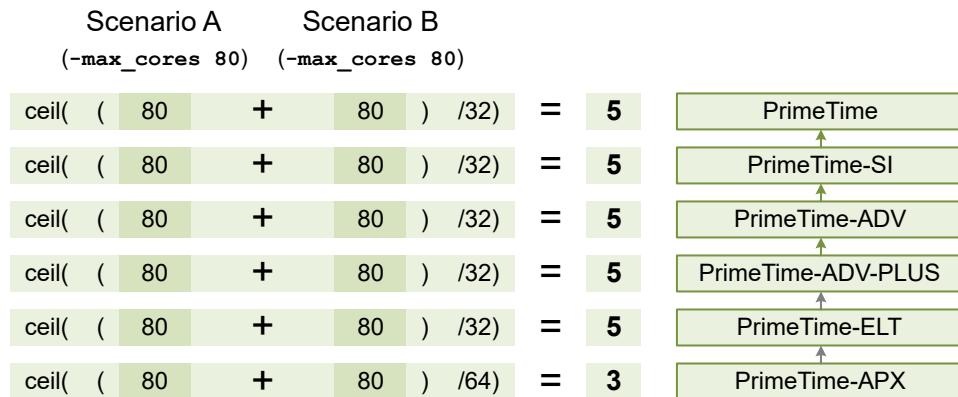 Scenario A Scenario B
(-max_cores 80) (-max_cores 80)
ceil( ( 80 + 80 ) /32) = 5 PrimeTime
ceil( ( 80 + 80 ) /32) = 5 PrimeTime-SI
ceil( ( 80 + 80 ) /32) = 5 PrimeTime-ADV
ceil( ( 80 + 80 ) /32) = 5 PrimeTime-ADV-PLUS
ceil( ( 80 + 80 ) /32) = 5 PrimeTime-ELT
ceil( ( 80 + 80 ) /64) = 3 PrimeTime-APX